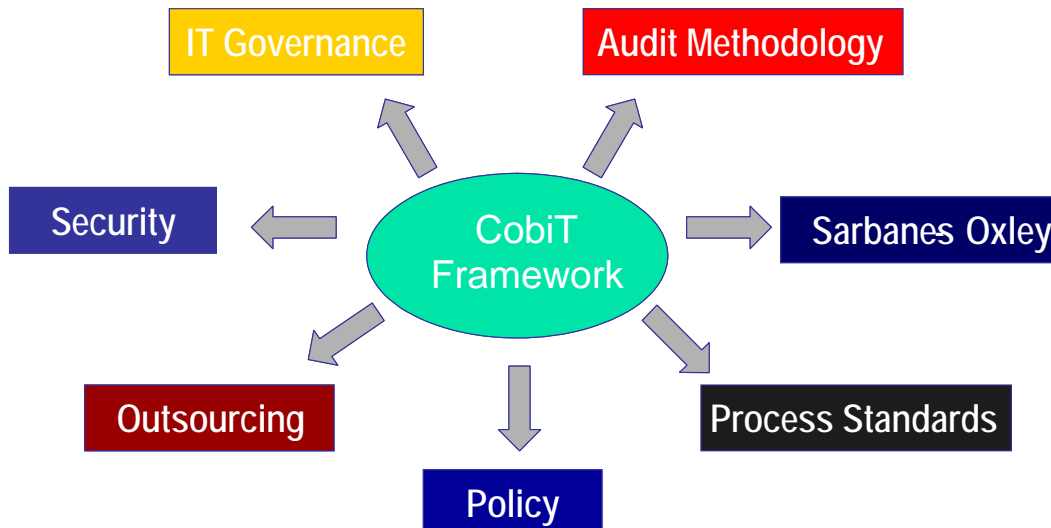 IT Governance
Audit Methodology
Security
CobiT
Framework
Sarbanes-Oxley
Outsourcing
Process Standards
Policy